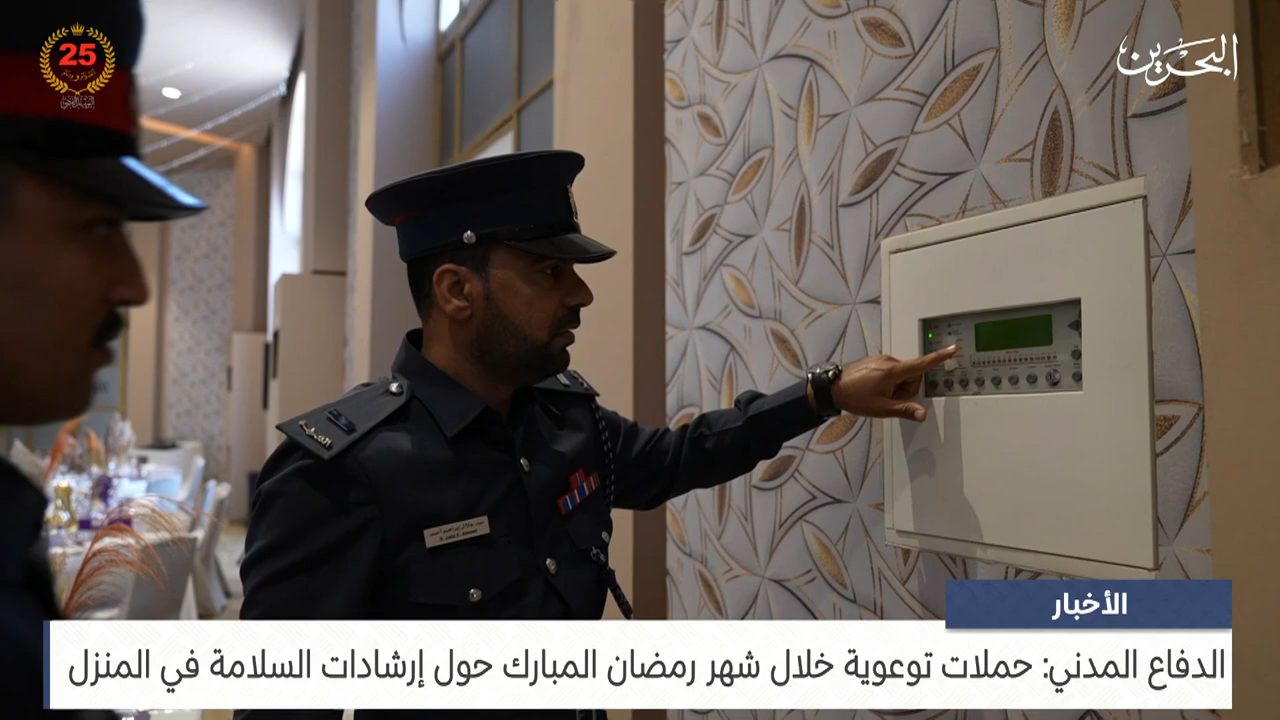 25
البحرين
الأخبار
الدفاع المدني: حملات توعوية خلال شهر رمضان المبارك حول إرشادات السلامة في المنزل